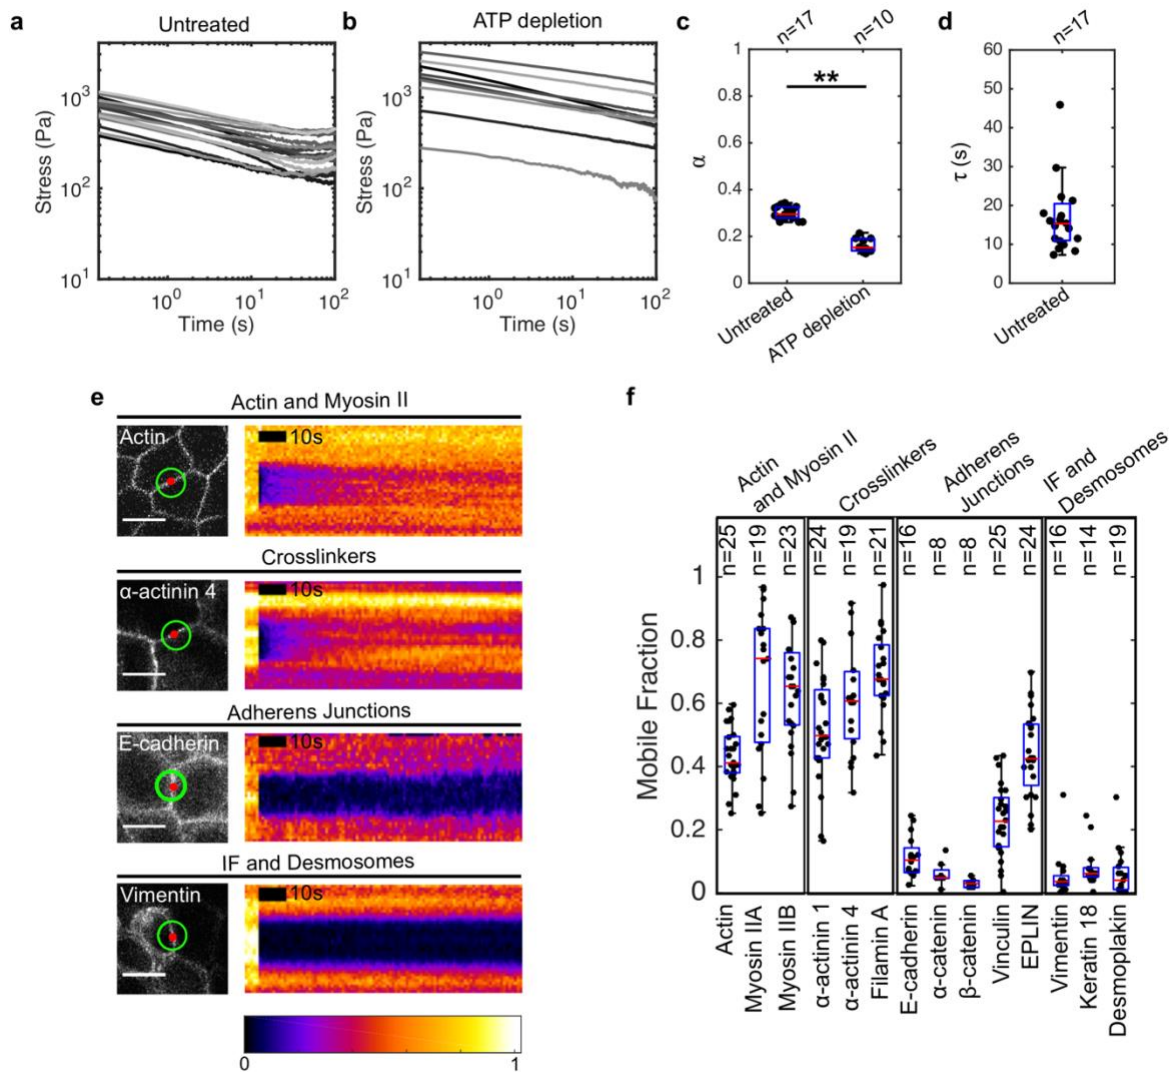 a
Untreated
Stress (Pa)
10³
10²
10¹
10⁰
10¹
10²
Time (s)
b
ATP depletion
Stress (Pa)
10³
10²
10¹
10⁰
10¹
10²
Time (s)
c
n=17
n=10
**
α
1
0.8
0.6
0.4
0.2
0
Untreated
ATP depletion
d
n=17
τ (s)
60
50
40
30
20
10
0
Untreated
e
Actin and Myosin II
Actin
10s
Crosslinkers
α-actinin 4
10s
Adherens Junctions
E-cadherin
10s
IF and Desmosomes
Vimentin
10s
0
1
f
Actin
and Myosin II
Crosslinkers
Adherens
Junctions
IF and
Desmosomes
n=25
n=19
n=23
n=24
n=19
n=21
n=16
n=8
n=8
n=25
n=24
n=16
n=14
n=19
Mobile Fraction
1
0.8
0.6
0.4
0.2
0
Actin
Myosin IIA
Myosin IIB
α-actinin 1
α-actinin 4
Filamin A
E-cadherin
α-catenin
β-catenin
Vinculin
EPLIN
Vimentin
Keratin 18
Desmoplakin